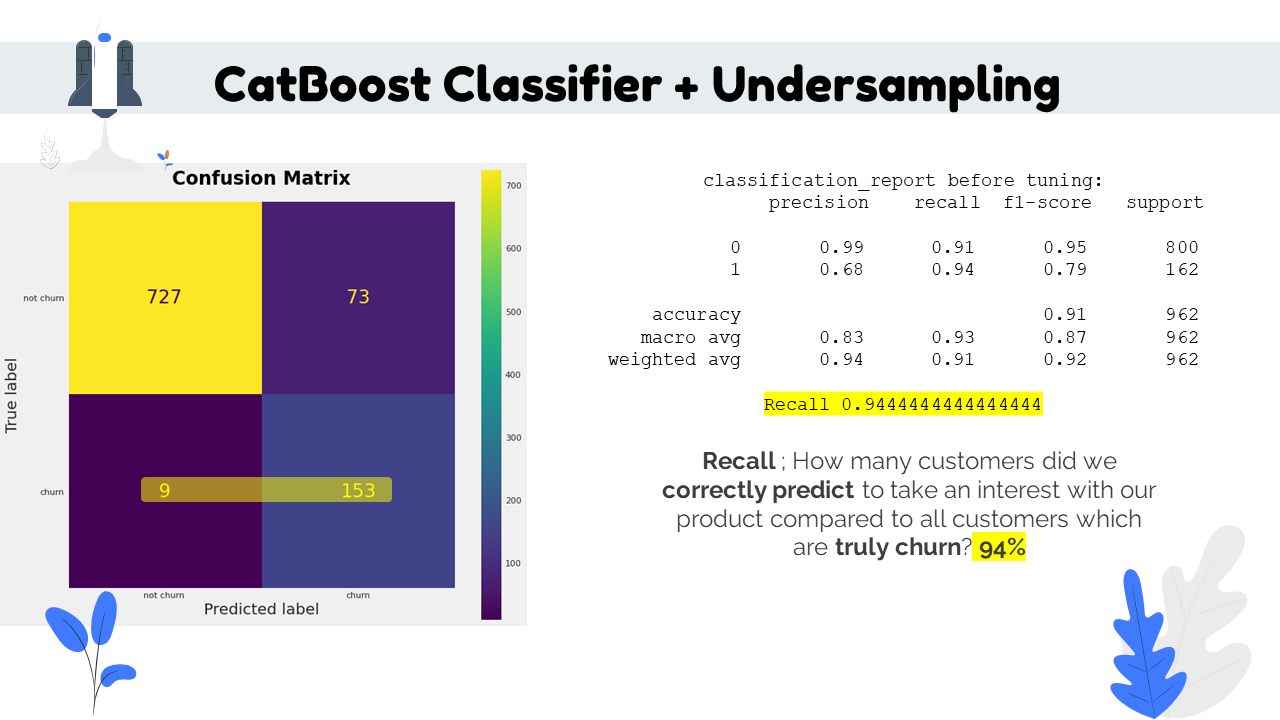 CatBoost Classifier + Undersampling
Confusion Matrix
727 73
9 153
not churn
churn
True label
not churn churn
Predicted label
700
600
500
400
300
200
100
classification_report before tuning:
precision recall f1-score support
0 0.99 0.91 0.95 800
1 0.68 0.94 0.79 162
accuracy 0.91 962
macro avg 0.83 0.93 0.87 962
weighted avg 0.94 0.91 0.92 962
Recall 0.9444444444444444
Recall ; How many customers did we
correctly predict to take an interest with our
product compared to all customers which
are truly churn? 94%